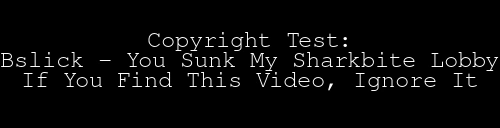 Copyright Test:
Bslick - You Sunk My Sharkbite Lobby
If You Find This Video, Ignore It